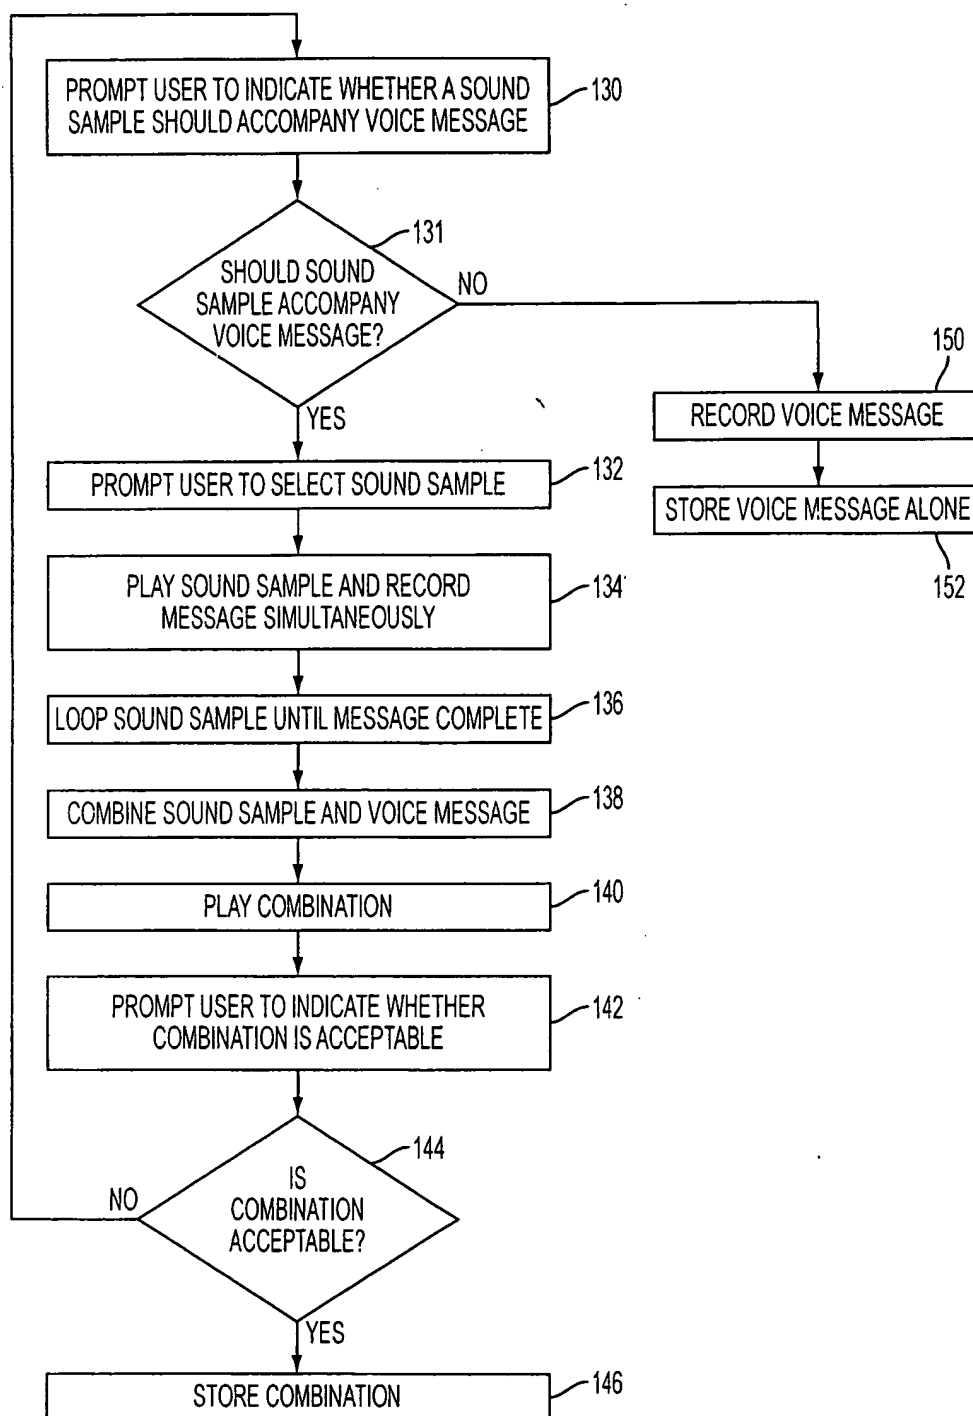 PROMPT USER TO INDICATE WHETHER A SOUND
SAMPLE SHOULD ACCOMPANY VOICE MESSAGE
130
131
SHOULD SOUND
SAMPLE ACCOMPANY
VOICE MESSAGE?
NO
YES
150
RECORD VOICE MESSAGE
STORE VOICE MESSAGE ALONE
152
PROMPT USER TO SELECT SOUND SAMPLE
132
PLAY SOUND SAMPLE AND RECORD
MESSAGE SIMULTANEOUSLY
134
LOOP SOUND SAMPLE UNTIL MESSAGE COMPLETE
136
COMBINE SOUND SAMPLE AND VOICE MESSAGE
138
PLAY COMBINATION
140
PROMPT USER TO INDICATE WHETHER
COMBINATION IS ACCEPTABLE
142
144
IS
COMBINATION
ACCEPTABLE?
NO
YES
STORE COMBINATION
146